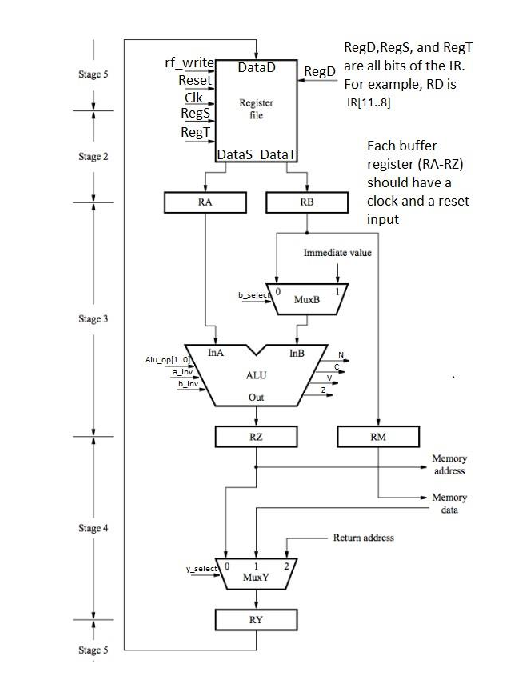 RegD,RegS, and RegT
are all bits of the IR.
For example, RD is
IR[11..8]
Stage 5
rf_write
Reset
Clk
RegS
RegT
DataD
RegD
Register
file
DataS DataT
Stage 2
Each buffer
register (RA-RZ)
should have a
clock and a reset
input
RA
RB
Immediate value
b_select
0
1
MuxB
Stage 3
InA
InB
Alu_op[1..0]
a_inv
b_inv
ALU
Out
N
C
V
Z
RZ
RM
Memory
address
Memory
data
Stage 4
Return address
y_select
0 1 2
MuxY
RY
Stage 5